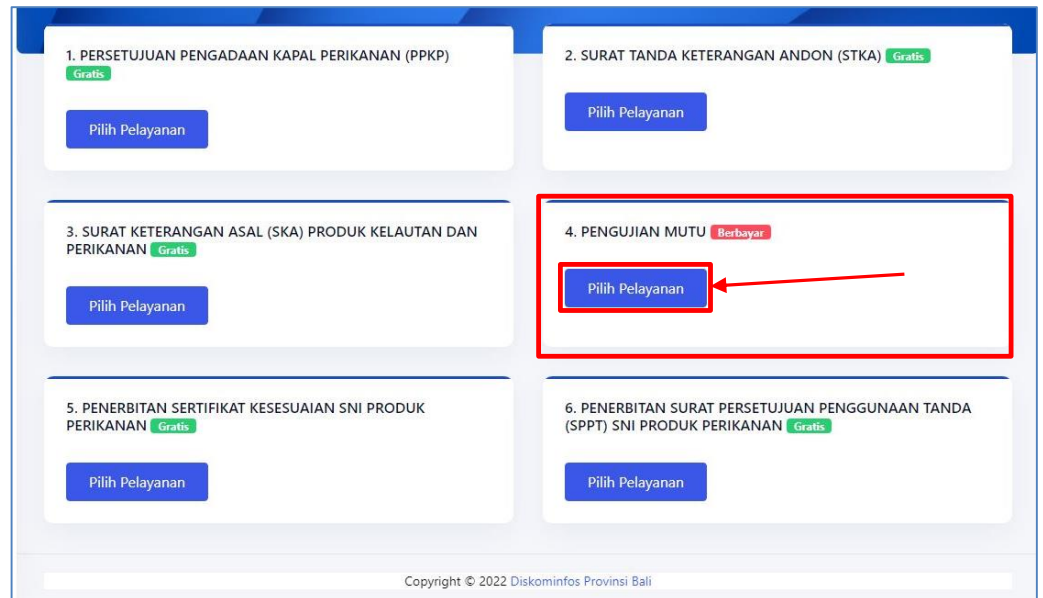 1. PERSETUJUAN PENGADAAN KAPAL PERIKANAN (PPKP)
Gratis
Pilih Pelayanan
2. SURAT TANDA KETERANGAN ANDON (STKA) Gratis
Pilih Pelayanan
3. SURAT KETERANGAN ASAL (SKA) PRODUK KELAUTAN DAN
PERIKANAN Gratis
Pilih Pelayanan
4. PENGUJIAN MUTU Berbayar
Pilih Pelayanan
5. PENERBITAN SERTIFIKAT KESESUAIAN SNI PRODUK
PERIKANAN Gratis
Pilih Pelayanan
6. PENERBITAN SURAT PERSETUJUAN PENGGUNAAN TANDA
(SPPT) SNI PRODUK PERIKANAN Gratis
Pilih Pelayanan
Copyright © 2022 Diskominfos Provinsi Bali